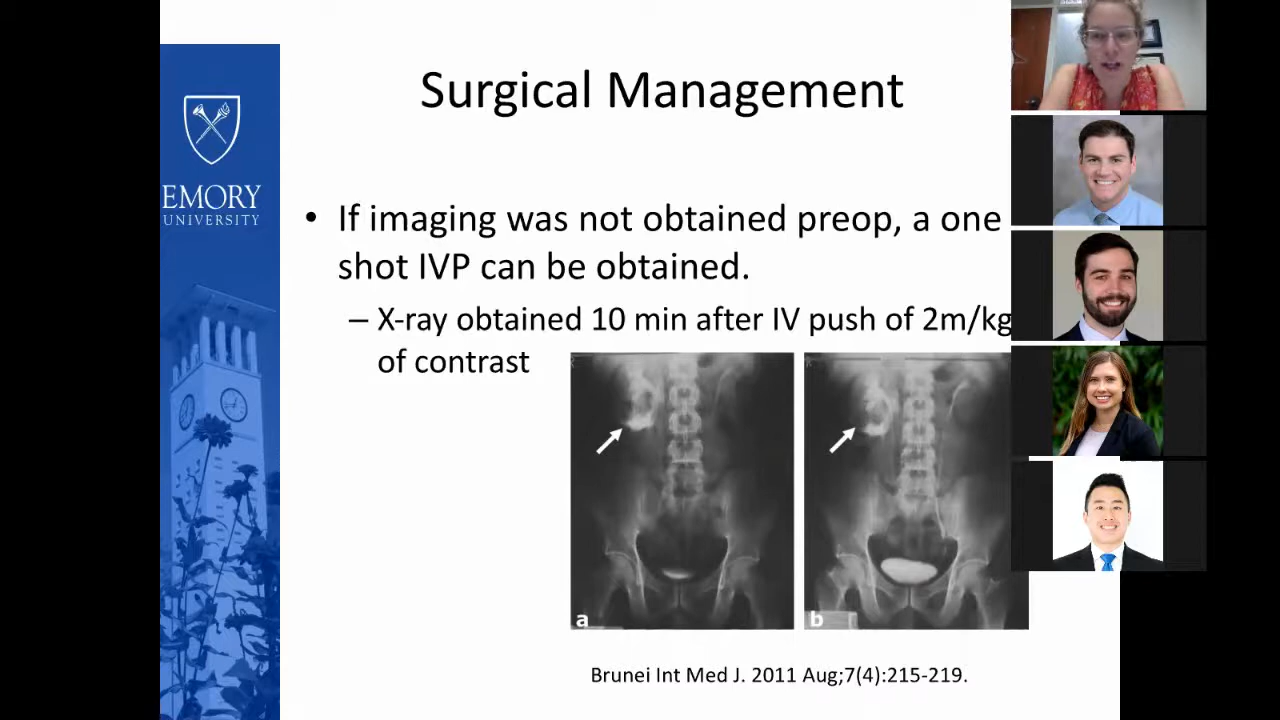 Surgical Management
EMORY
UNIVERSITY
• If imaging was not obtained preop, a one
shot IVP can be obtained.
– X-ray obtained 10 min after IV push of 2m/kg
of contrast
a
b
Brunei Int Med J. 2011 Aug;7(4):215-219.